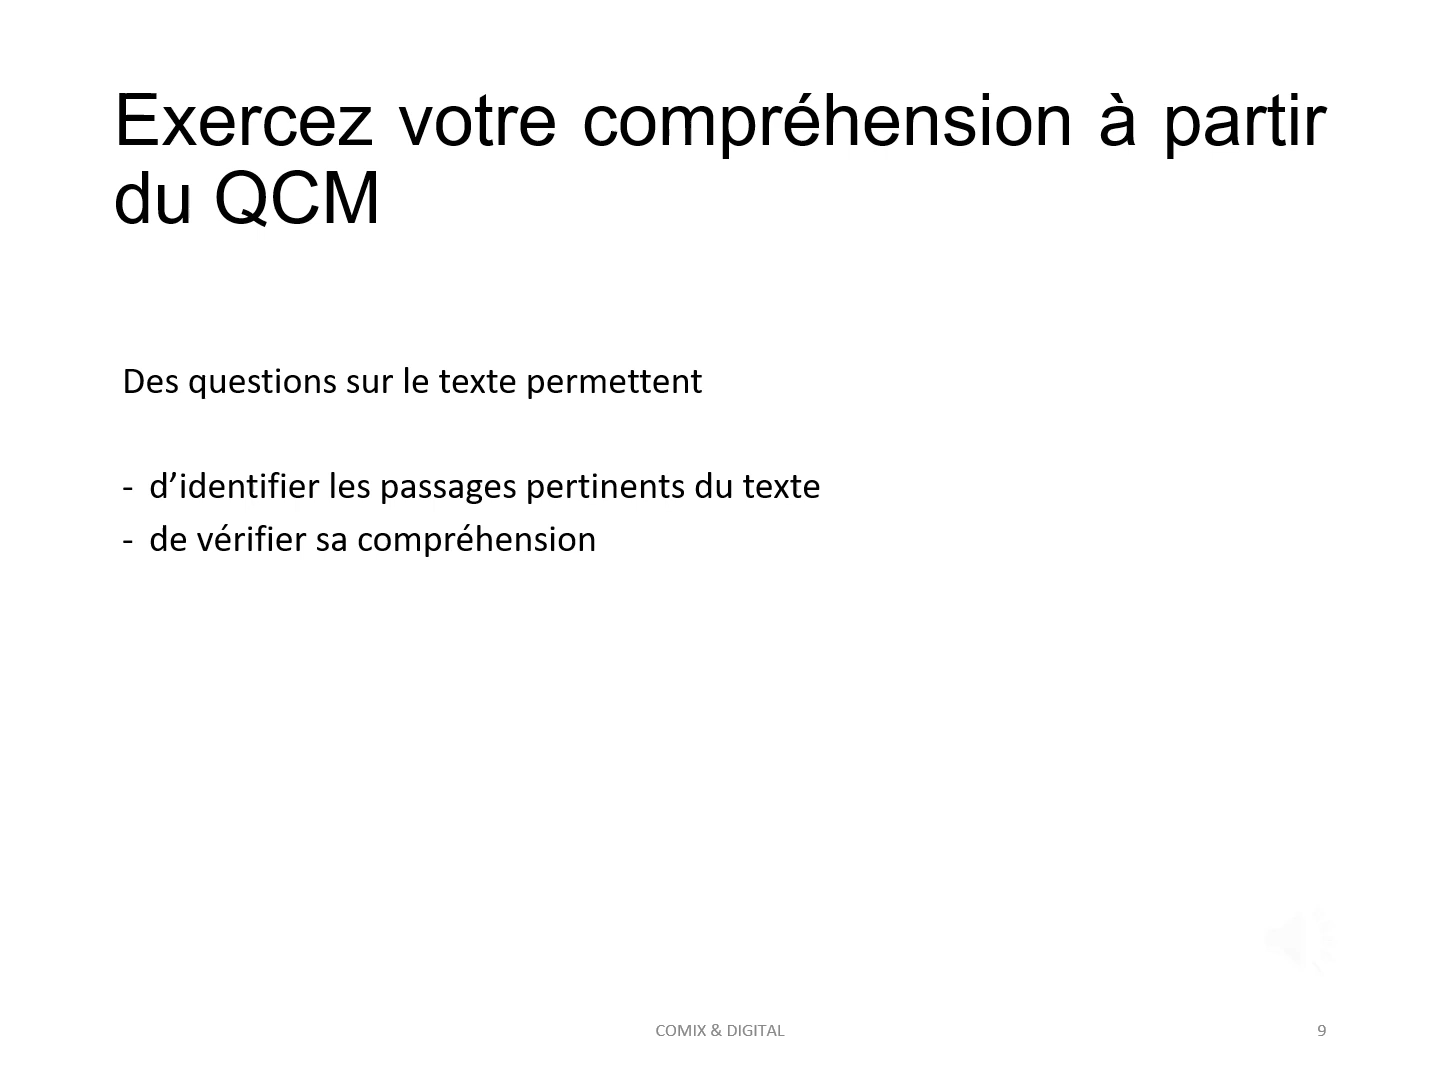 Exercez votre compréhension à partir
du QCM
Des questions sur le texte permettent
- d’identifier les passages pertinents du texte
- de vérifier sa compréhension
COMIX & DIGITAL
9